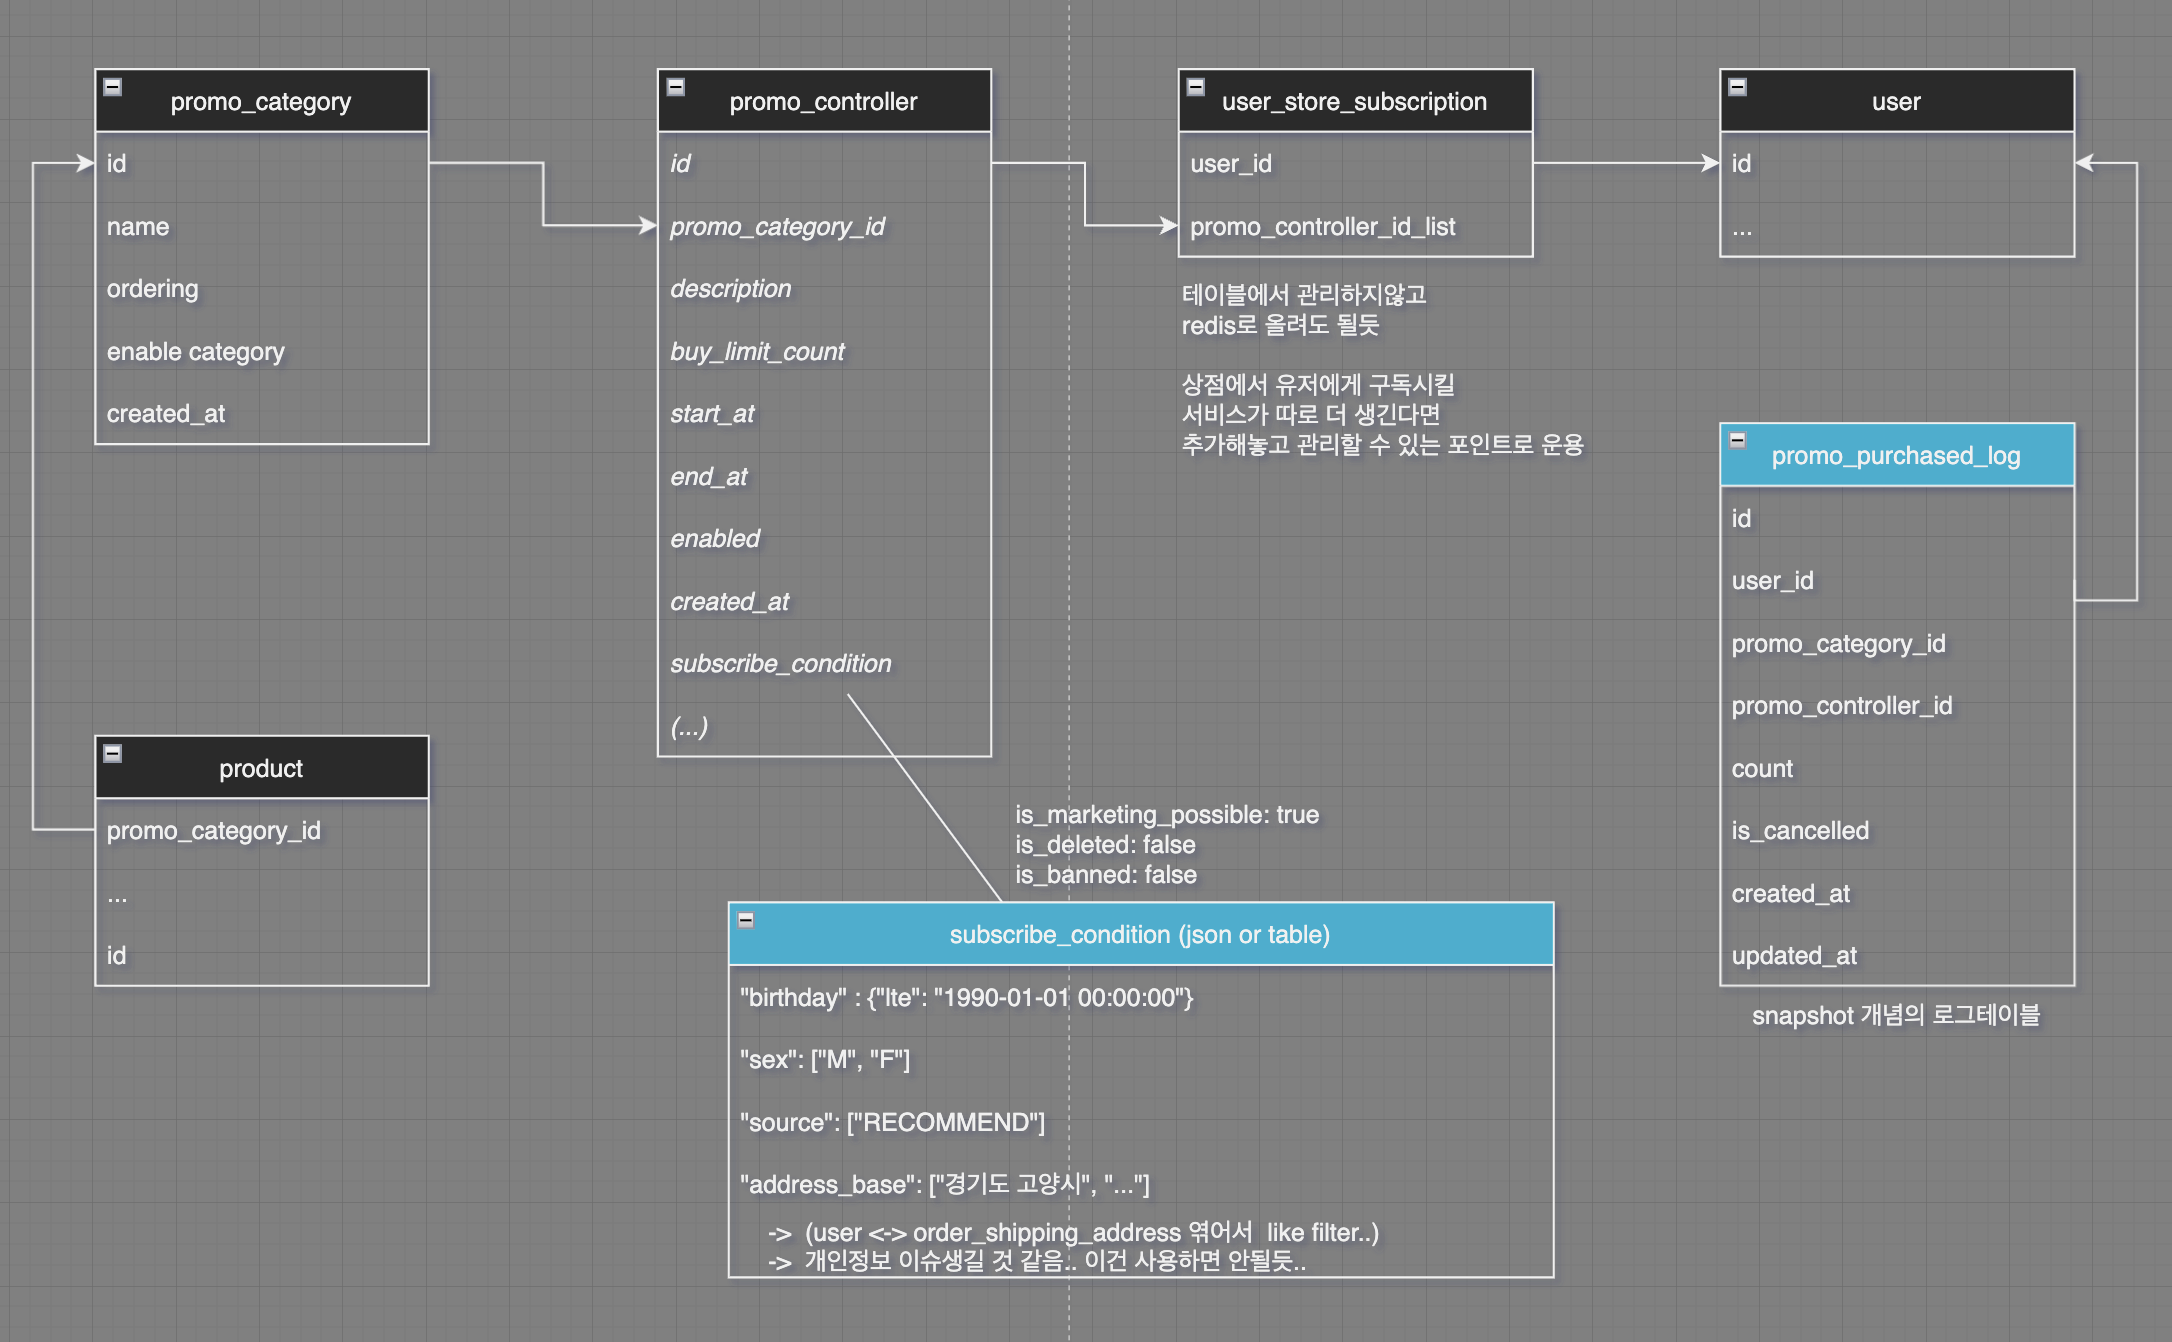 promo_category
id
name
ordering
enable category
created_at
promo_controller
id
promo_category_id
description
buy_limit_count
start_at
end_at
enabled
created_at
subscribe_condition
(...)
user_store_subscription
user_id
promo_controller_id_list
테이블에서 관리하지않고
redis로 올려도 될듯
상점에서 유저에게 구독시킬
서비스가 따로 더 생긴다면
추가해놓고 관리할 수 있는 포인트로 운용
user
id
...
promo_purchased_log
id
user_id
promo_category_id
promo_controller_id
count
is_cancelled
created_at
updated_at
snapshot 개념의 로그테이블
product
promo_category_id
...
id
is_marketing_possible: true
is_deleted: false
is_banned: false
subscribe_condition (json or table)
"birthday" : {"lte": "1990-01-01 00:00:00"}
"sex": ["M", "F"]
"source": ["RECOMMEND"]
"address_base": ["경기도 고양시", "..."]
-> (user <-> order_shipping_address 엮어서 like filter..)
-> 개인정보 이슈생길 것 같음.. 이건 사용하면 안될듯..